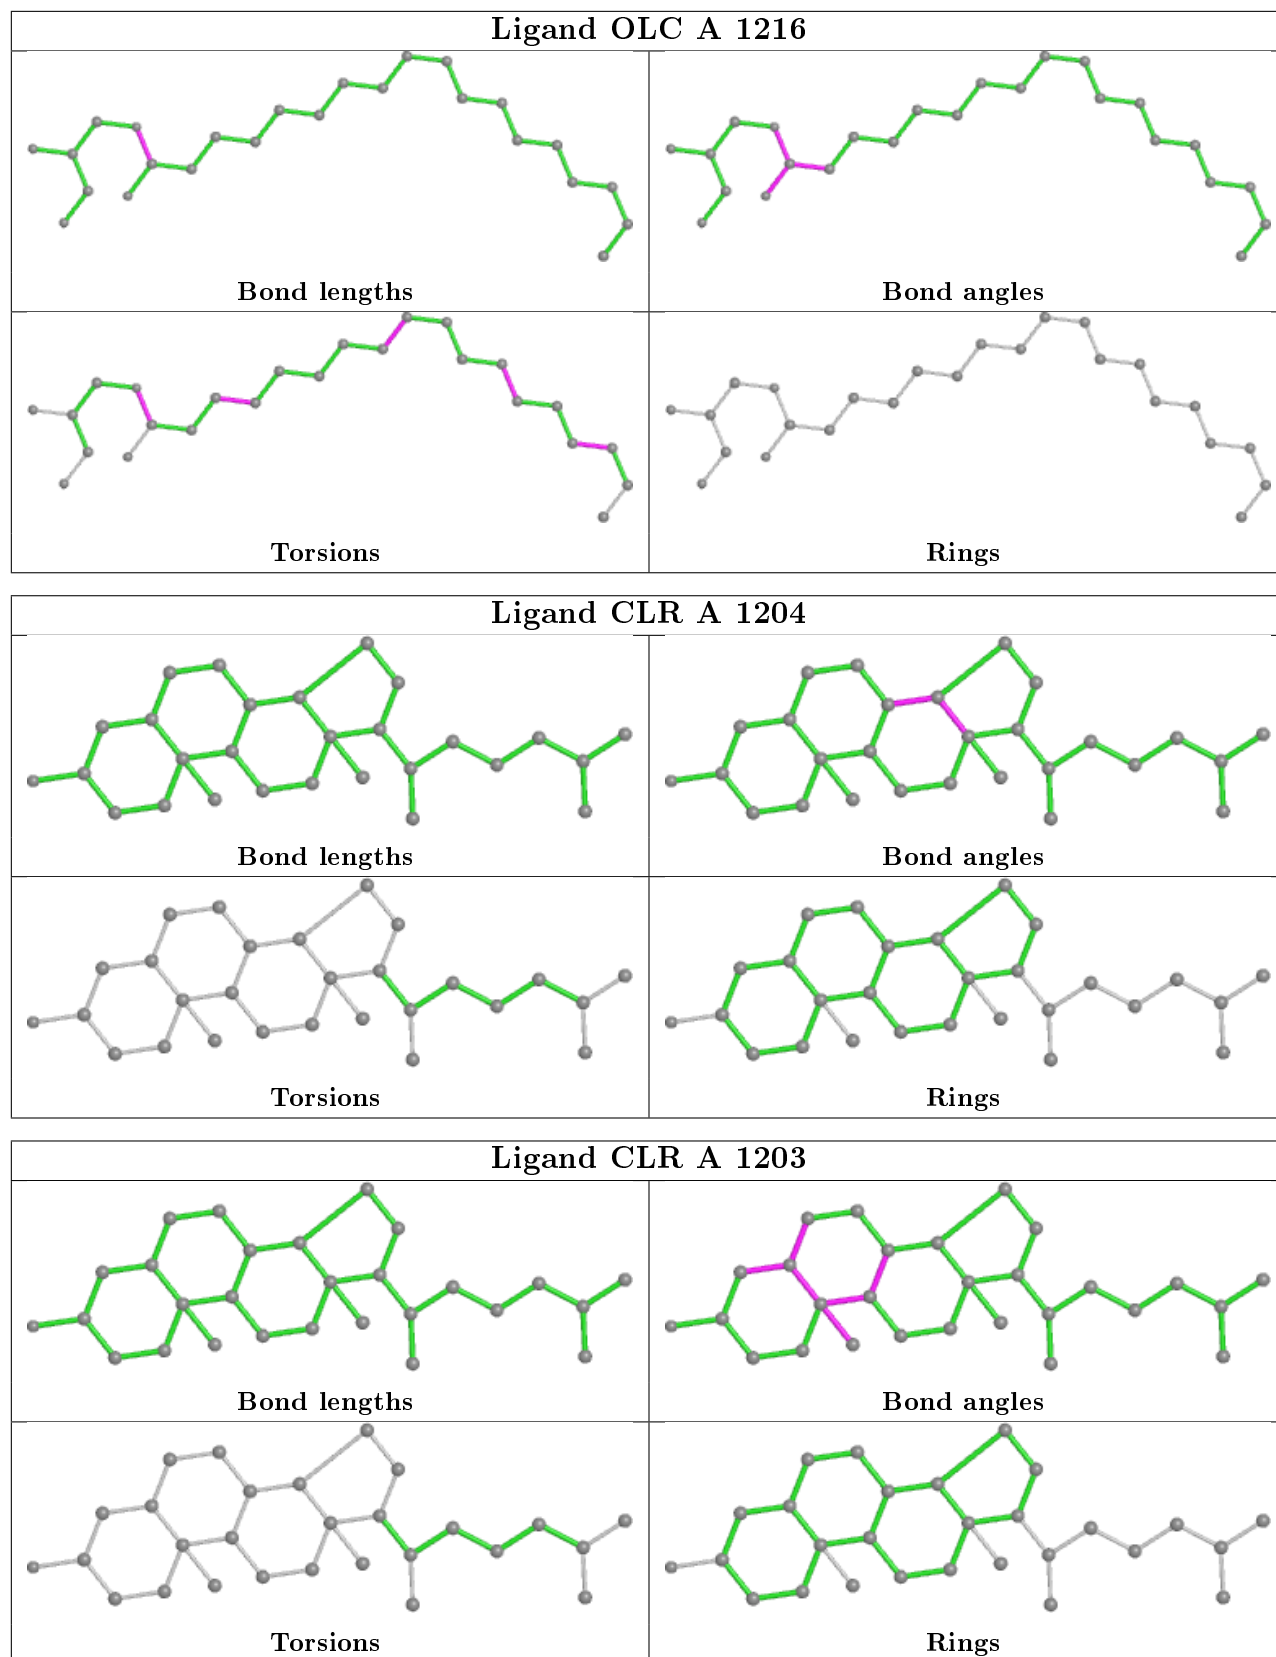 Ligand OLC A 1216
Bond lengths
Bond angles
Torsions
Rings
Ligand CLR A 1204
Bond lengths
Bond angles
Torsions
Rings
Ligand CLR A 1203
Bond lengths
Bond angles
Torsions
Rings